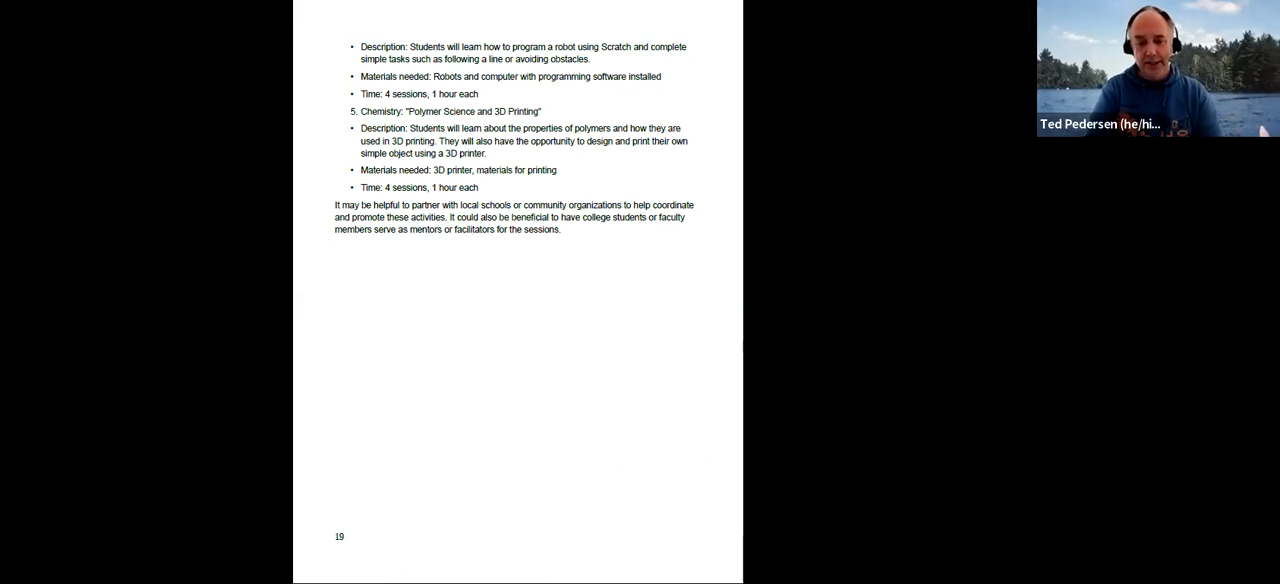 • Description: Students will learn how to program a robot using Scratch and complete
simple tasks such as following a line or avoiding obstacles.
• Materials needed: Robots and computer with programming software installed
• Time: 4 sessions, 1 hour each
5. Chemistry: "Polymer Science and 3D Printing"
• Description: Students will learn about the properties of polymers and how they are
used in 3D printing. They will also have the opportunity to design and print their own
simple object using a 3D printer.
• Materials needed: 3D printer, materials for printing
• Time: 4 sessions, 1 hour each
It may be helpful to partner with local schools or community organizations to help coordinate
and promote these activities. It could also be beneficial to have college students or faculty
members serve as mentors or facilitators for the sessions.
19
Ted Pedersen (he/hi...